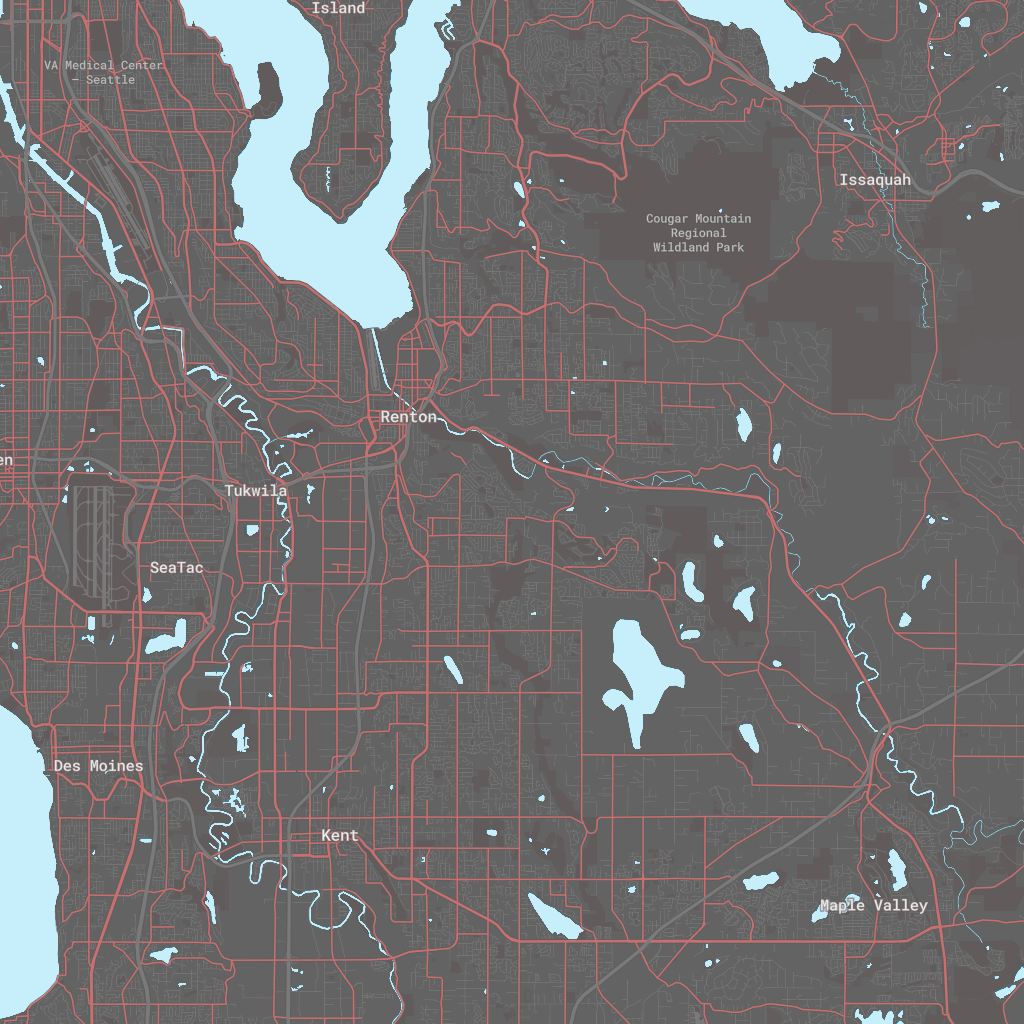 Island
VA Medical Center
– Seattle
Issaquah
Cougar Mountain
Regional
Wildland Park
Renton
en
Tukwila
SeaTac
Des Moines
Kent
Maple Valley